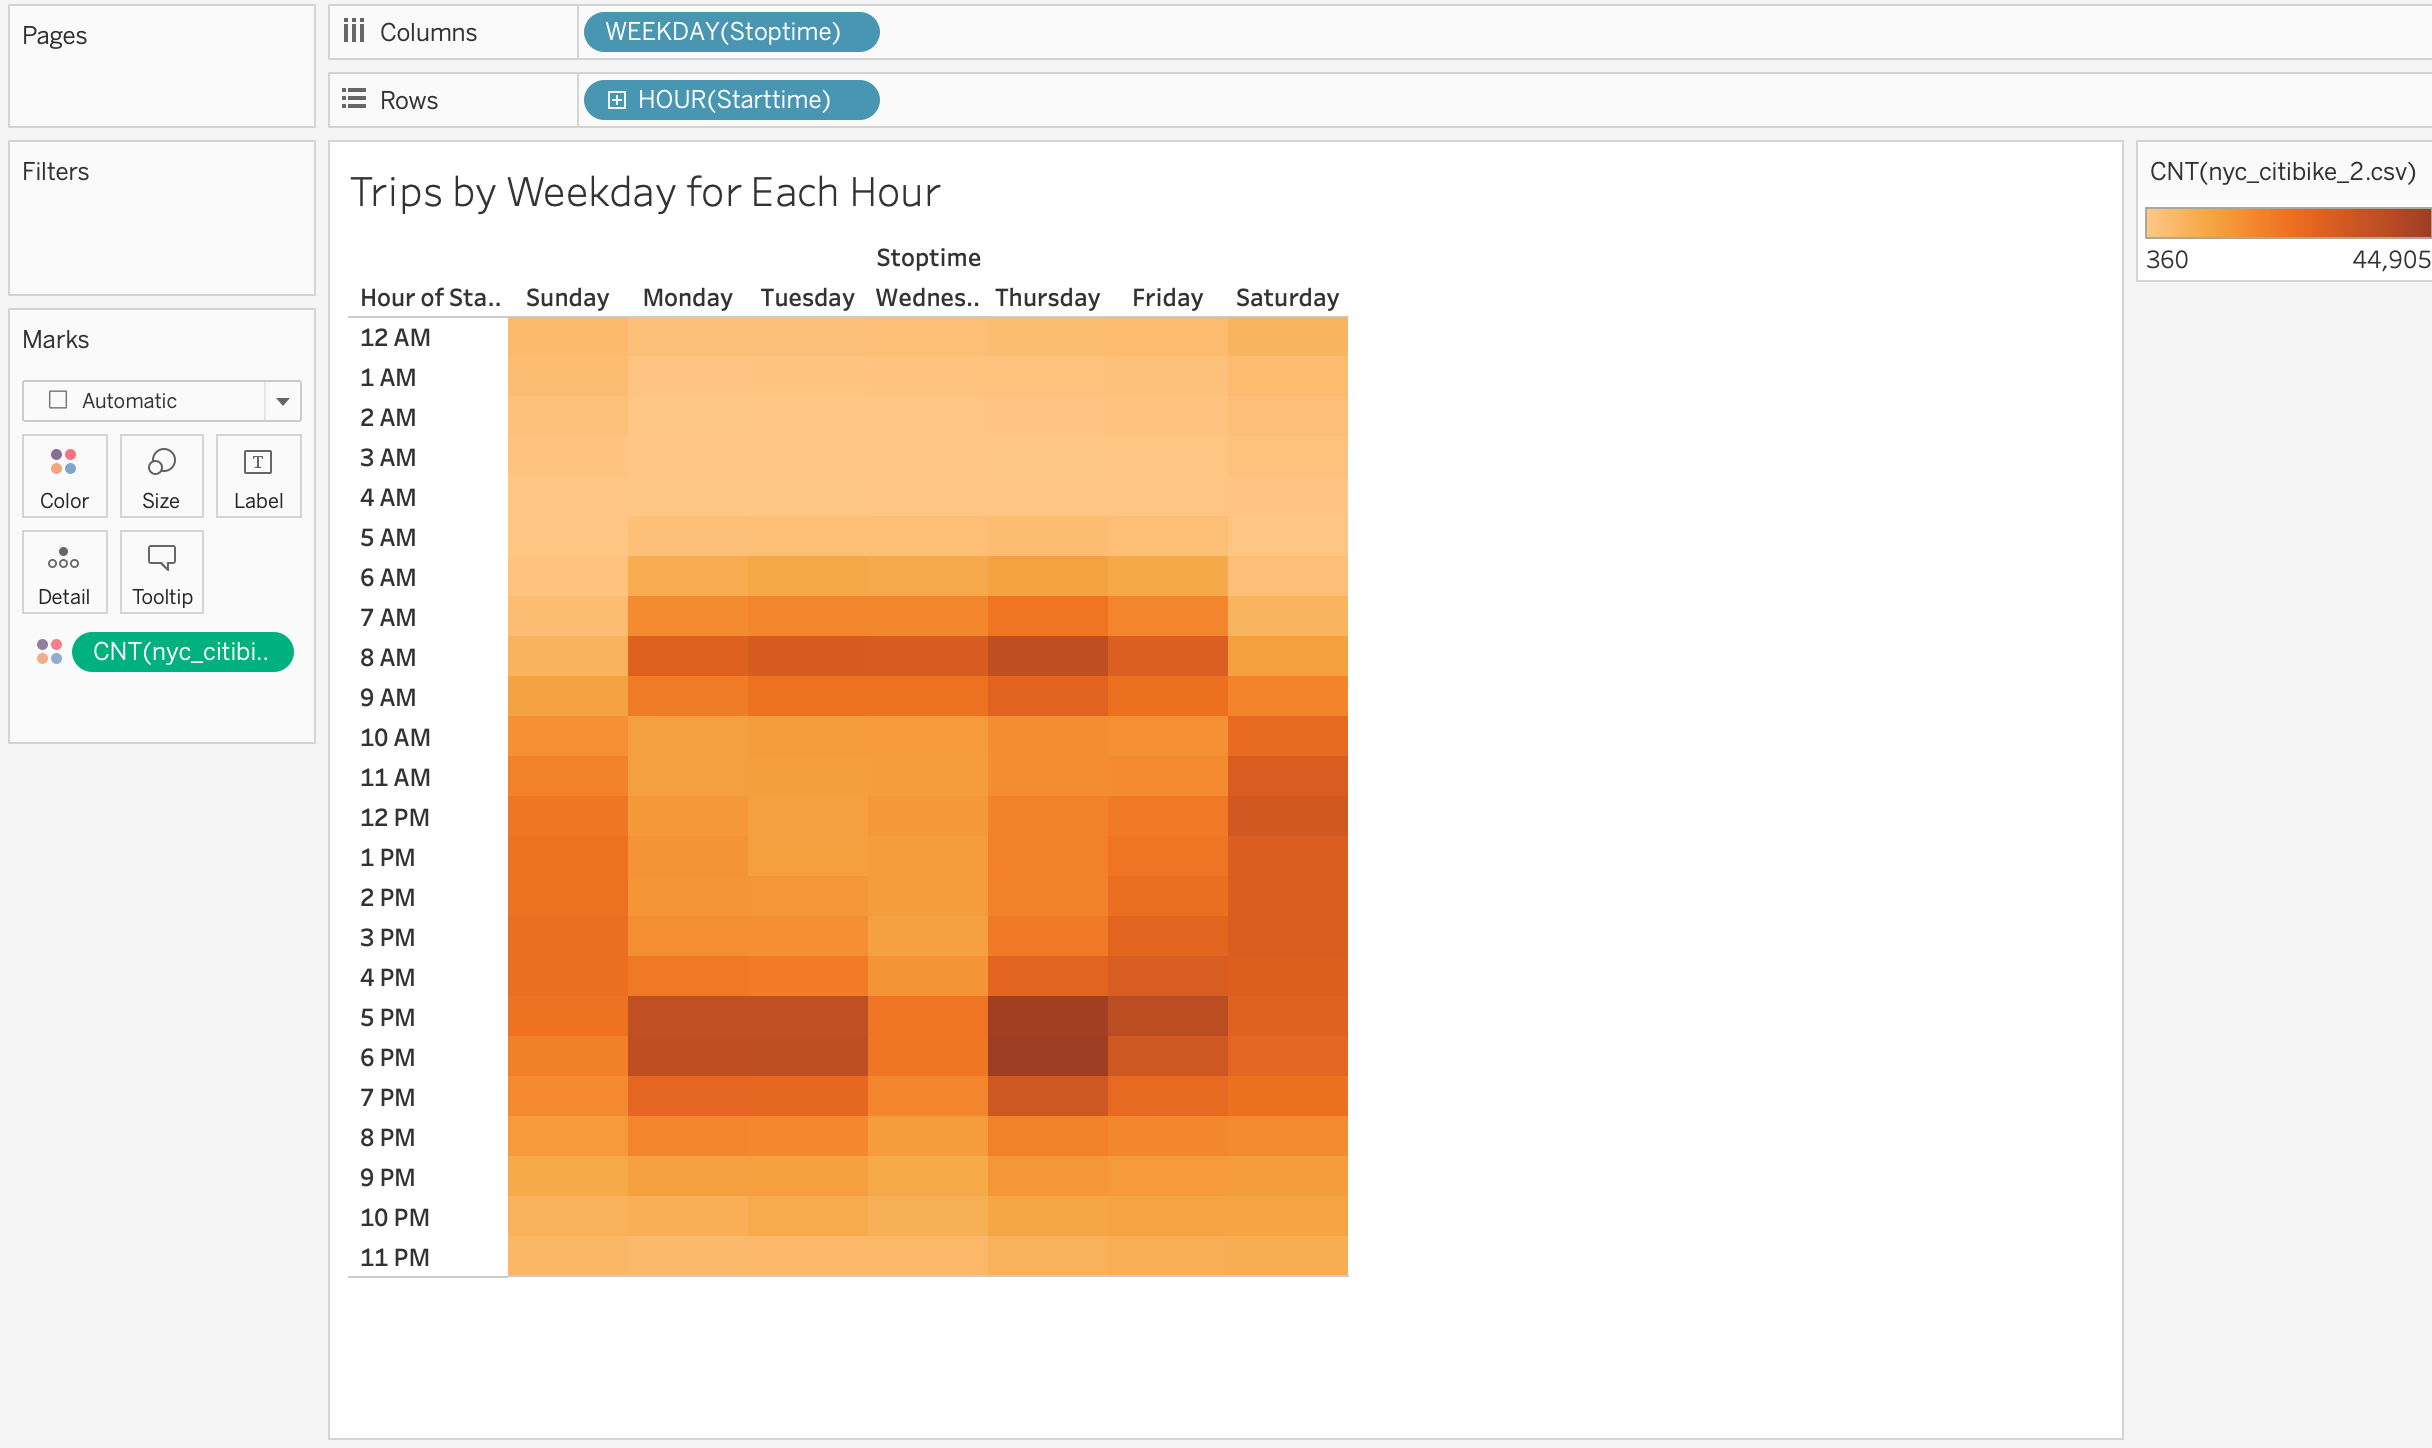 Pages
Columns
WEEKDAY(Stoptime)
Rows
HOUR(Starttime)
Filters
Marks
Automatic
Color
Size
T
Label
Detail
Tooltip
CNT(nyc_citibi..
Trips by Weekday for Each Hour
Stoptime
Hour of Sta.. Sunday Monday Tuesday Wednes.. Thursday Friday Saturday
12 AM
1 AM
2 AM
3 AM
4 AM
5 AM
6 AM
7 AM
8 AM
9 AM
10 AM
11 AM
12 PM
1 PM
2 PM
3 PM
4 PM
5 PM
6 PM
7 PM
8 PM
9 PM
10 PM
11 PM
CNT(nyc_citibike_2.csv)
360 44,905